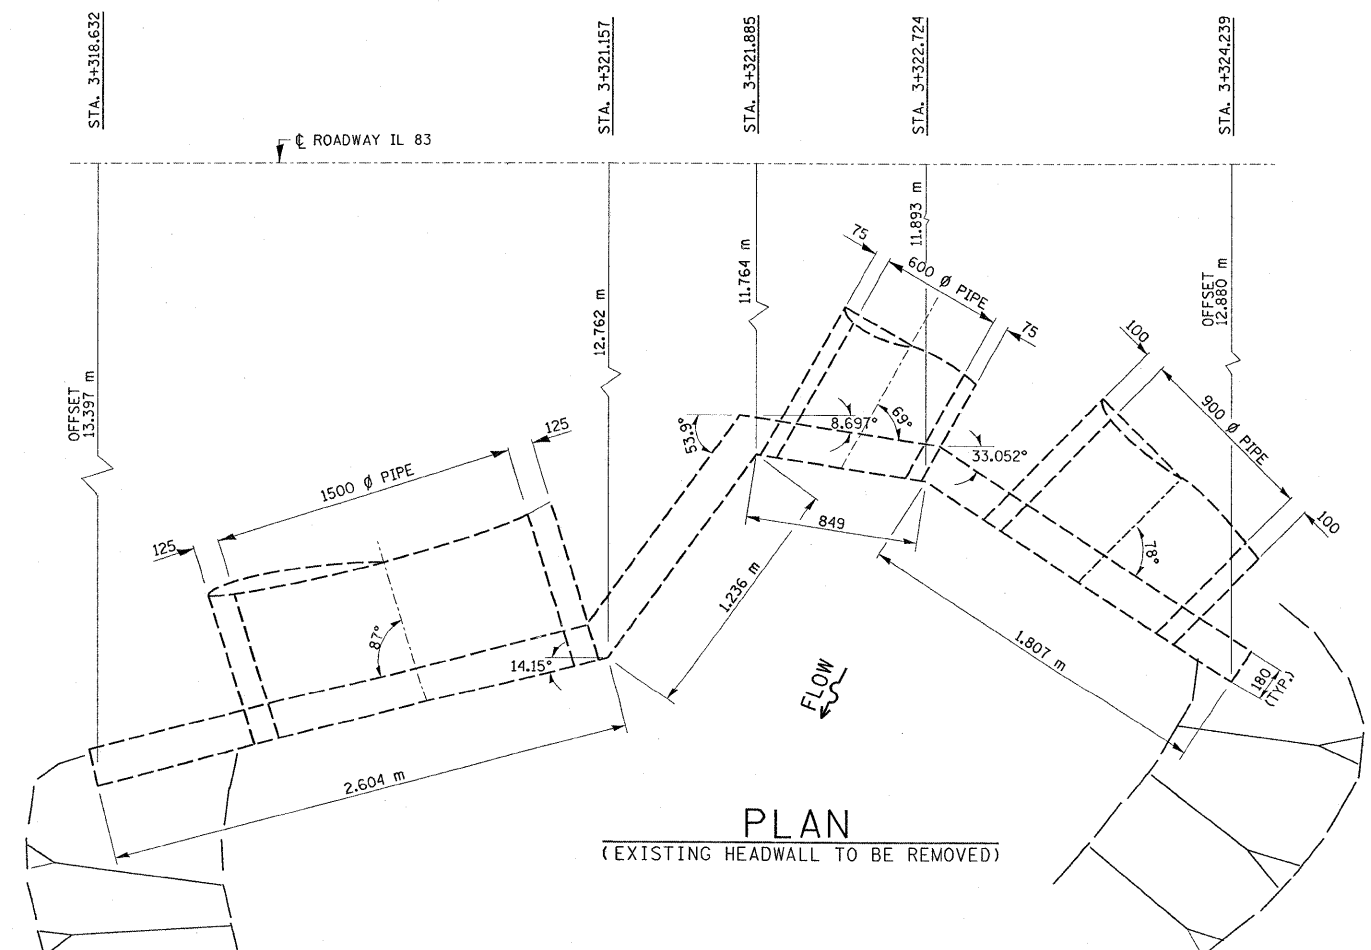 STA. 3+318.632
STA. 3+321.157
STA. 3+321.885
STA. 3+322.724
STA. 3+324.239
℄ ROADWAY IL 83
OFFSET
13.397 m
12.762 m
11.764 m
11.893 m
OFFSET
12.880 m
75
600 Ø PIPE
75
100
900 Ø PIPE
100
125
1500 Ø PIPE
125
53.9°
8.697°
69°
33.052°
78°
87°
14.15°
849
1.236 m
1.807 m
2.604 m
180
(TYP.)
FLOW
PLAN
(EXISTING HEADWALL TO BE REMOVED)